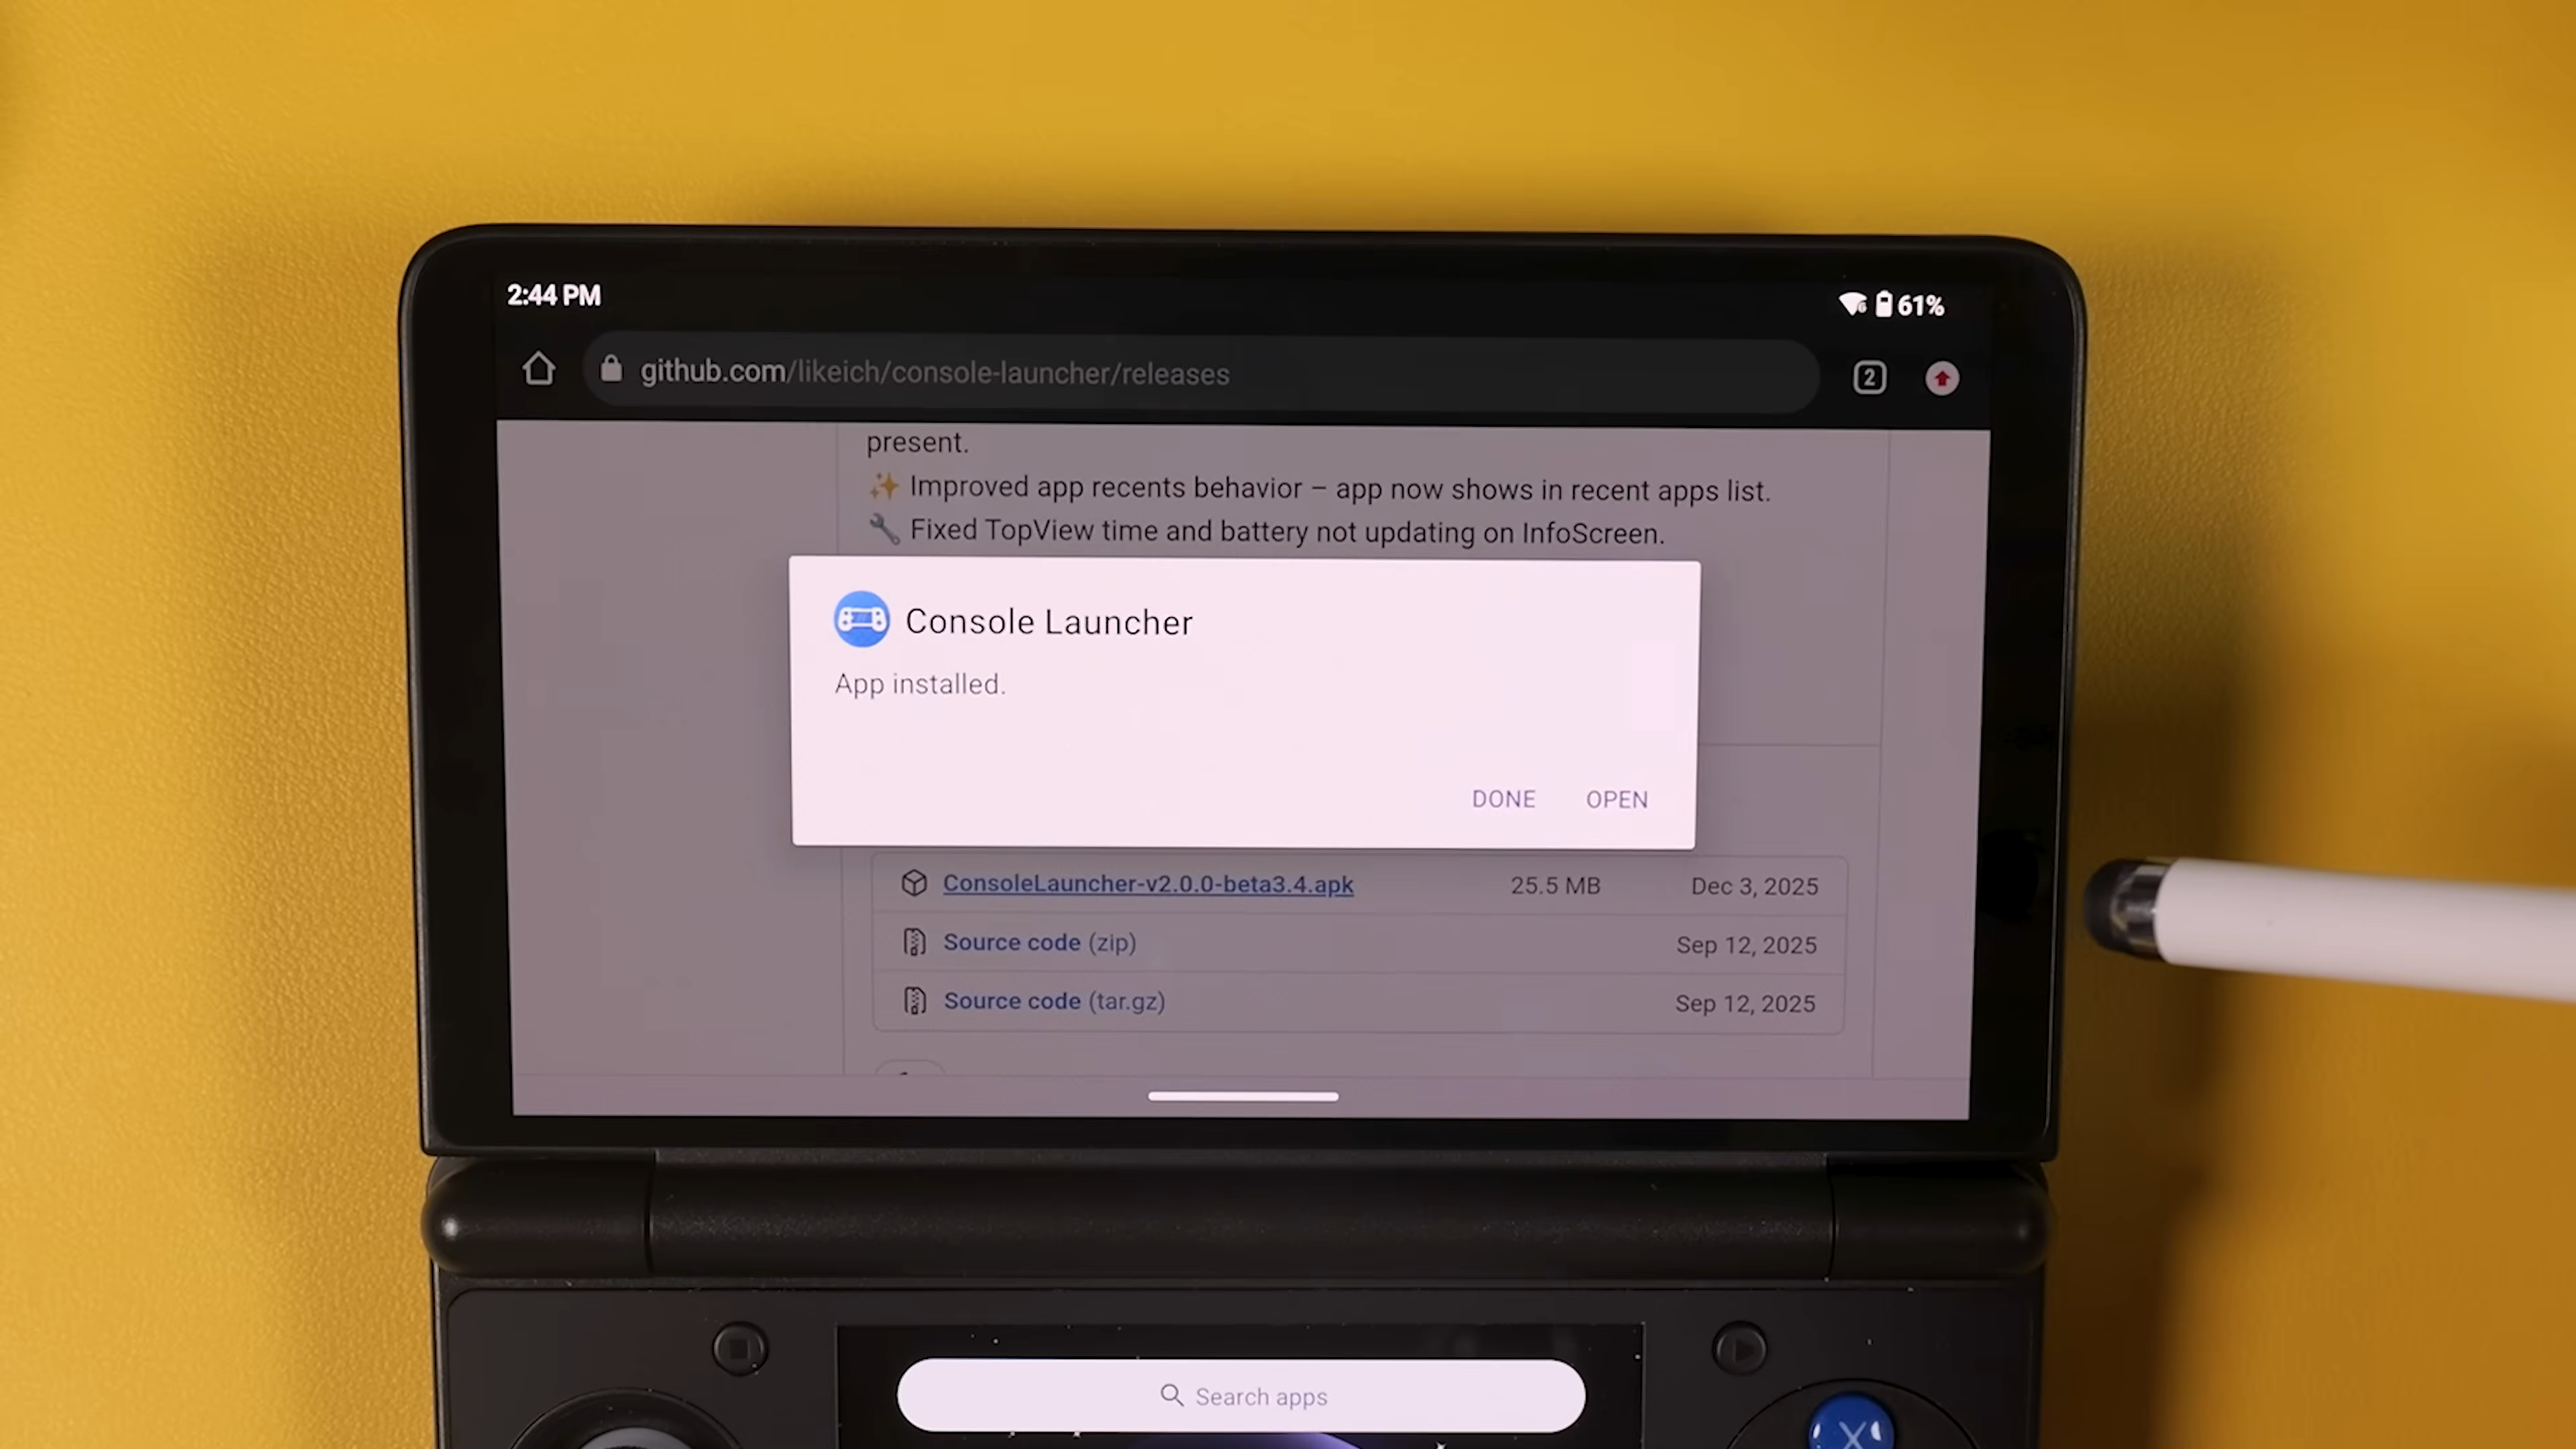 2:44 PM
61%
github.com/likeich/console-launcher/releases
2
present.
✨ Improved app recents behavior – app now shows in recent apps list.
🔧 Fixed TopView time and battery not updating on InfoScreen.
Console Launcher
App installed.
DONE OPEN
ConsoleLauncher-v2.0.0-beta3.4.apk 25.5 MB Dec 3, 2025
Source code (zip) Sep 12, 2025
Source code (tar.gz) Sep 12, 2025
Search apps
X